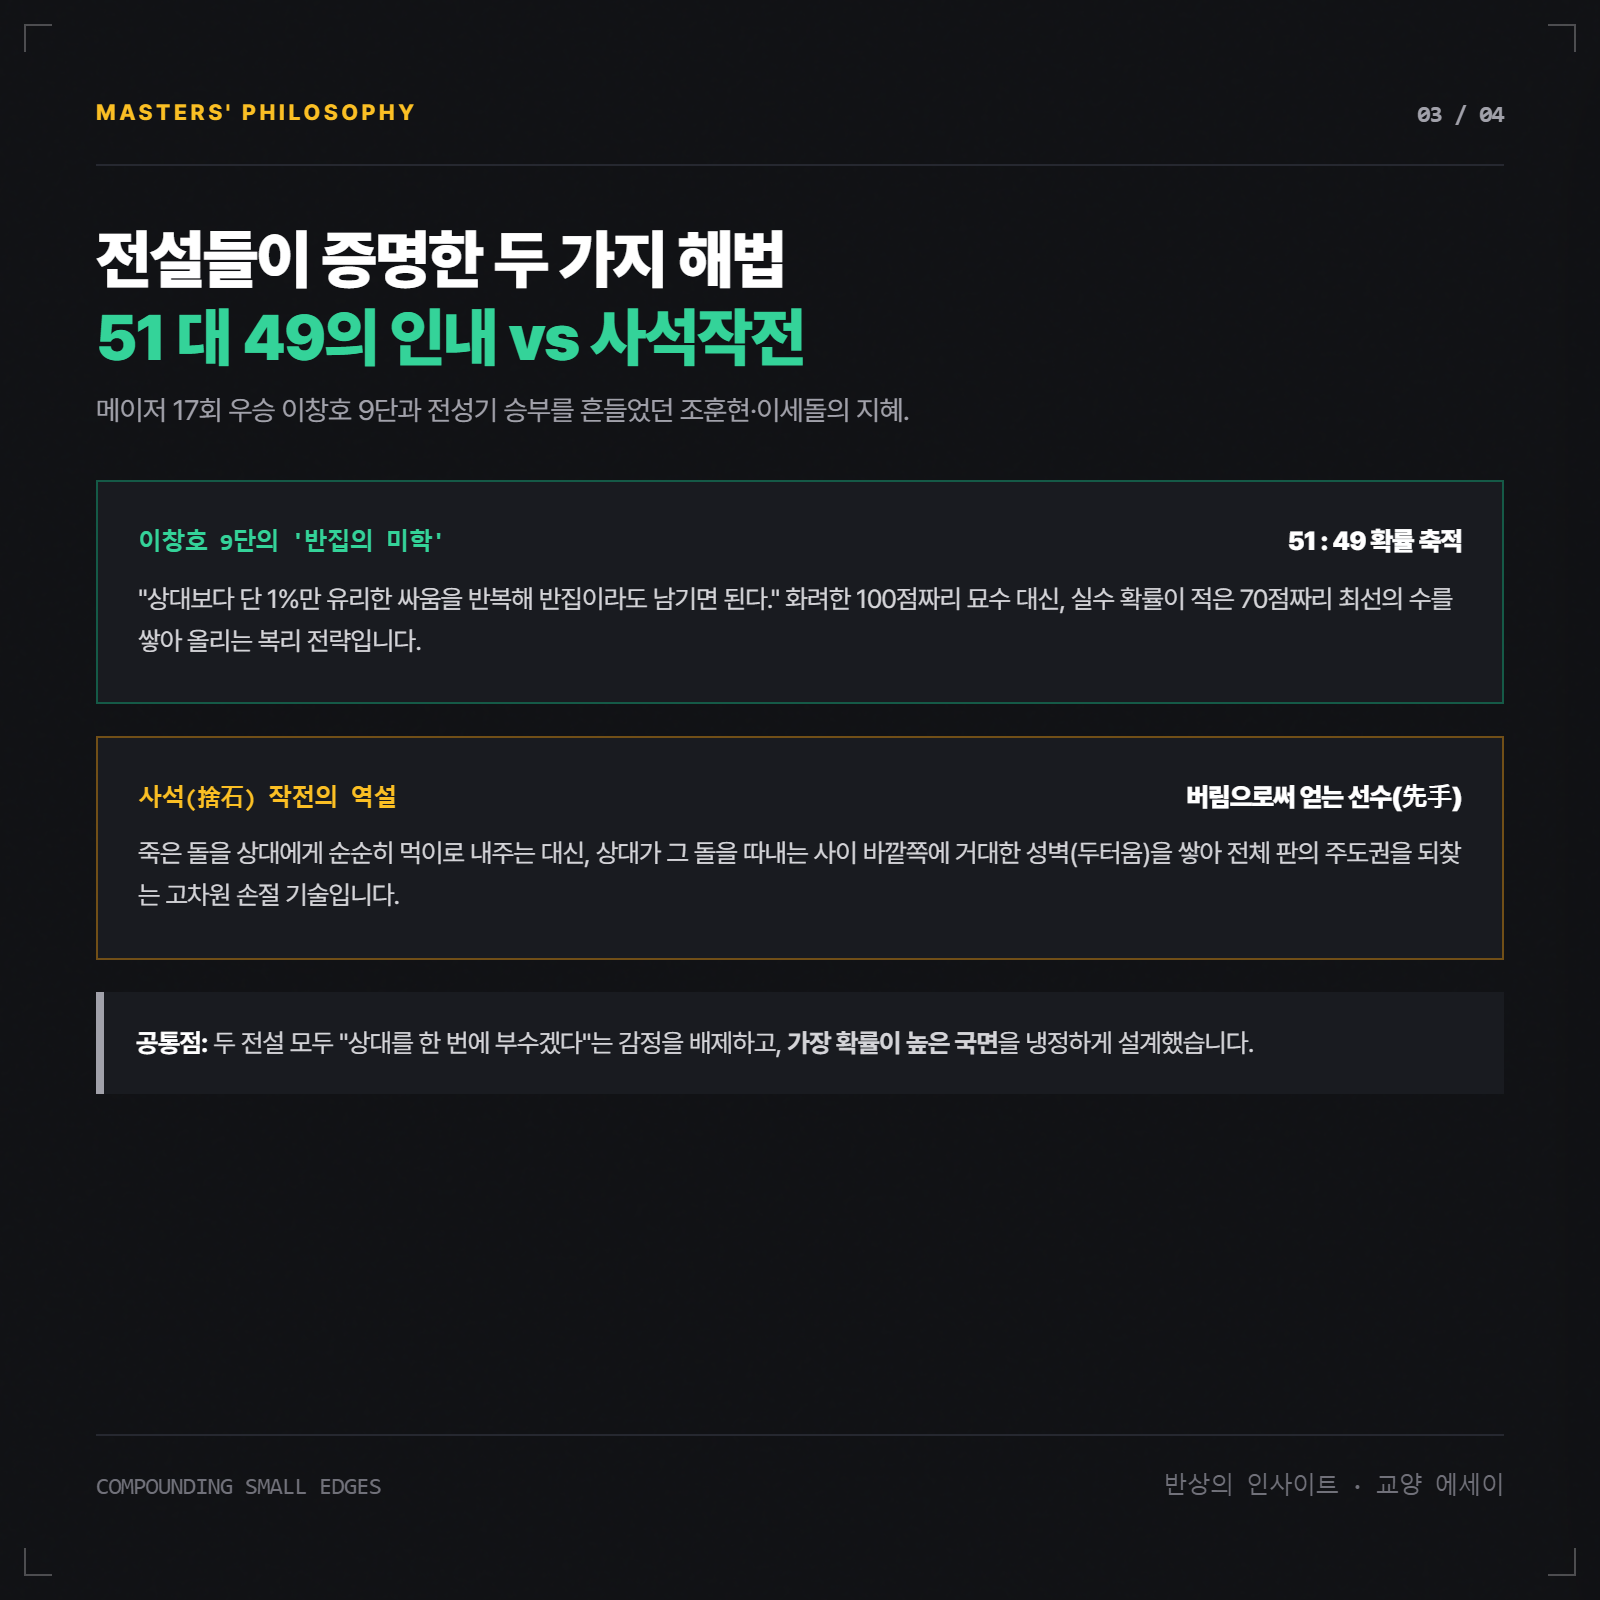 MASTERS' PHILOSOPHY
03 / 04
전설들이 증명한 두 가지 해법
51 대 49의 인내 vs 사석작전
메이저 17회 우승 이창호 9단과 전성기 승부를 흔들었던 조훈현·이세돌의 지혜.
이창호 9단의 '반집의 미학'
51 : 49 확률 축적
"상대보다 단 1%만 유리한 싸움을 반복해 반집이라도 남기면 된다." 화려한 100점짜리 묘수 대신, 실수 확률이 적은 70점짜리 최선의 수를
쌓아 올리는 복리 전략입니다.
사석(捨石) 작전의 역설
버림으로써 얻는 선수(先手)
죽은 돌을 상대에게 순순히 먹이로 내주는 대신, 상대가 그 돌을 따내는 사이 바깥쪽에 거대한 성벽(두터움)을 쌓아 전체 판의 주도권을 되찾
는 고차원 손절 기술입니다.
공통점: 두 전설 모두 "상대를 한 번에 부수겠다"는 감정을 배제하고, 가장 확률이 높은 국면을 냉정하게 설계했습니다.
COMPOUNDING SMALL EDGES
반상의 인사이트 · 교양 에세이